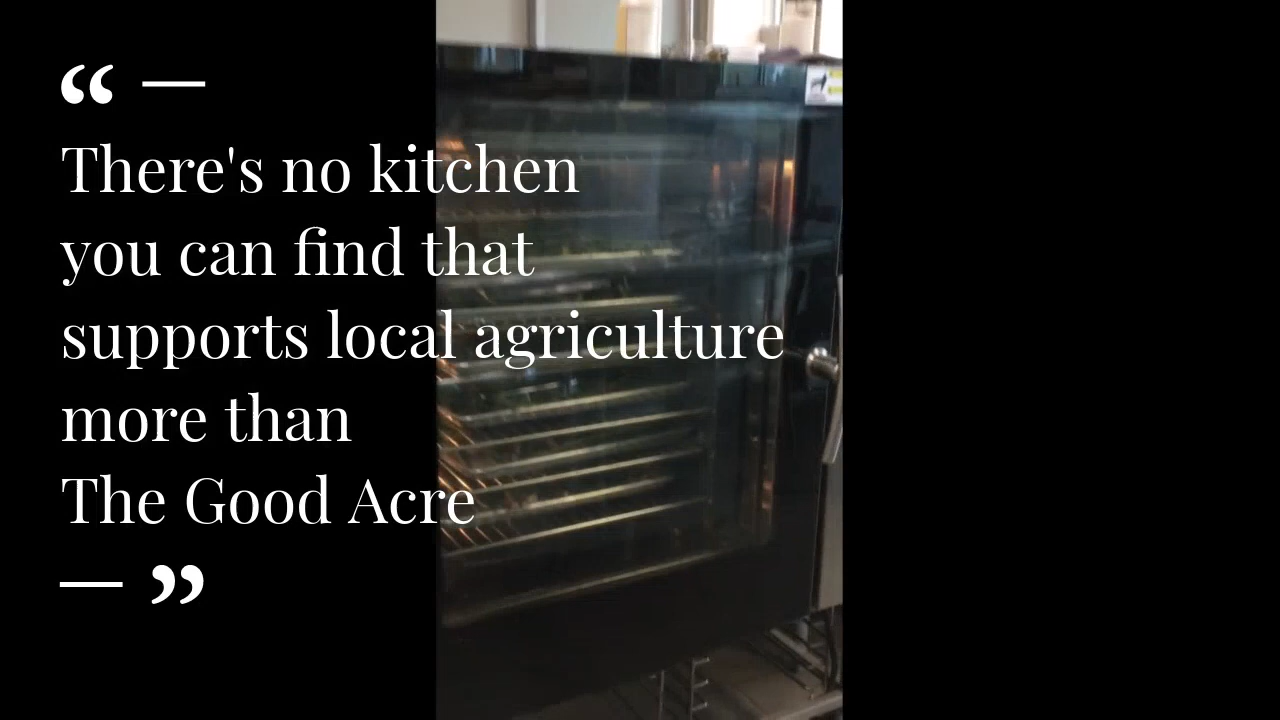 “ —
There's no kitchen
you can find that
supports local agriculture
more than
The Good Acre
— ”